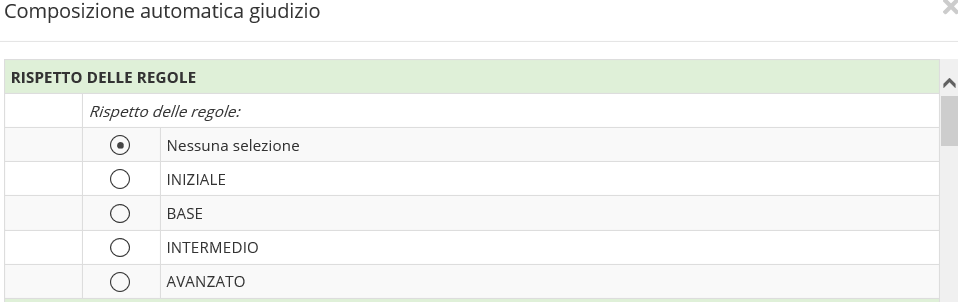 Composizione automatica giudizio
RISPETTO DELLE REGOLE
Rispetto delle regole:
Nessuna selezione
INIZIALE
BASE
INTERMEDIO
AVANZATO